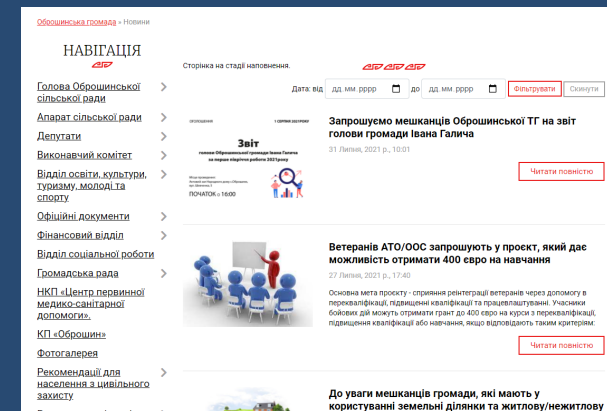 Оброшинська громада » Новини
НАВІГАЦІЯ
Голова Оброшинської
сільської ради
Апарат сільської ради
Депутати
Виконавчий комітет
Відділ освіти, культури,
туризму, молоді та
спорту
Офіційні документи
Фінансовий відділ
Відділ соціальної роботи
Громадська рада
НКП «Центр первинної
медико-санітарної
допомоги».
КП «Оброшин»
Фотогалерея
Рекомендації для
населення з цивільного
захисту
Сторінка на стадії наповнення.
Дата: від дд.мм.рррр до дд.мм.рррр Фільтрувати Скинути
ОГОЛОШЕННЯ 1 СЕРПНЯ 2021 РОКУ
Звіт
голови Оброшинської громади Івана Галича
за перше півріччя роботи 2021року
ПОЧАТОК о 16:00
Запрошуємо мешканців Оброшинської ТГ на звіт
голови громади Івана Галича
31 Липня, 2021 р., 10:01
Читати повністю
Ветеранів АТО/ООС запрошують у проєкт, який дає
можливість отримати 400 євро на навчання
27 Липня, 2021 р., 17:40
Основна мета проєкту - сприяння реінтеграції ветеранів через допомогу в
перекваліфікації, підвищенні кваліфікації та працевлаштуванні. Учасники
бойових дій можуть отримати грант до 400 євро на курси з перекваліфікації,
підвищення кваліфікації або навчання, якщо відповідають таким критеріям:
Читати повністю
До уваги мешканців громади, які мають у
користуванні земельні ділянки та житлову/нежитлову